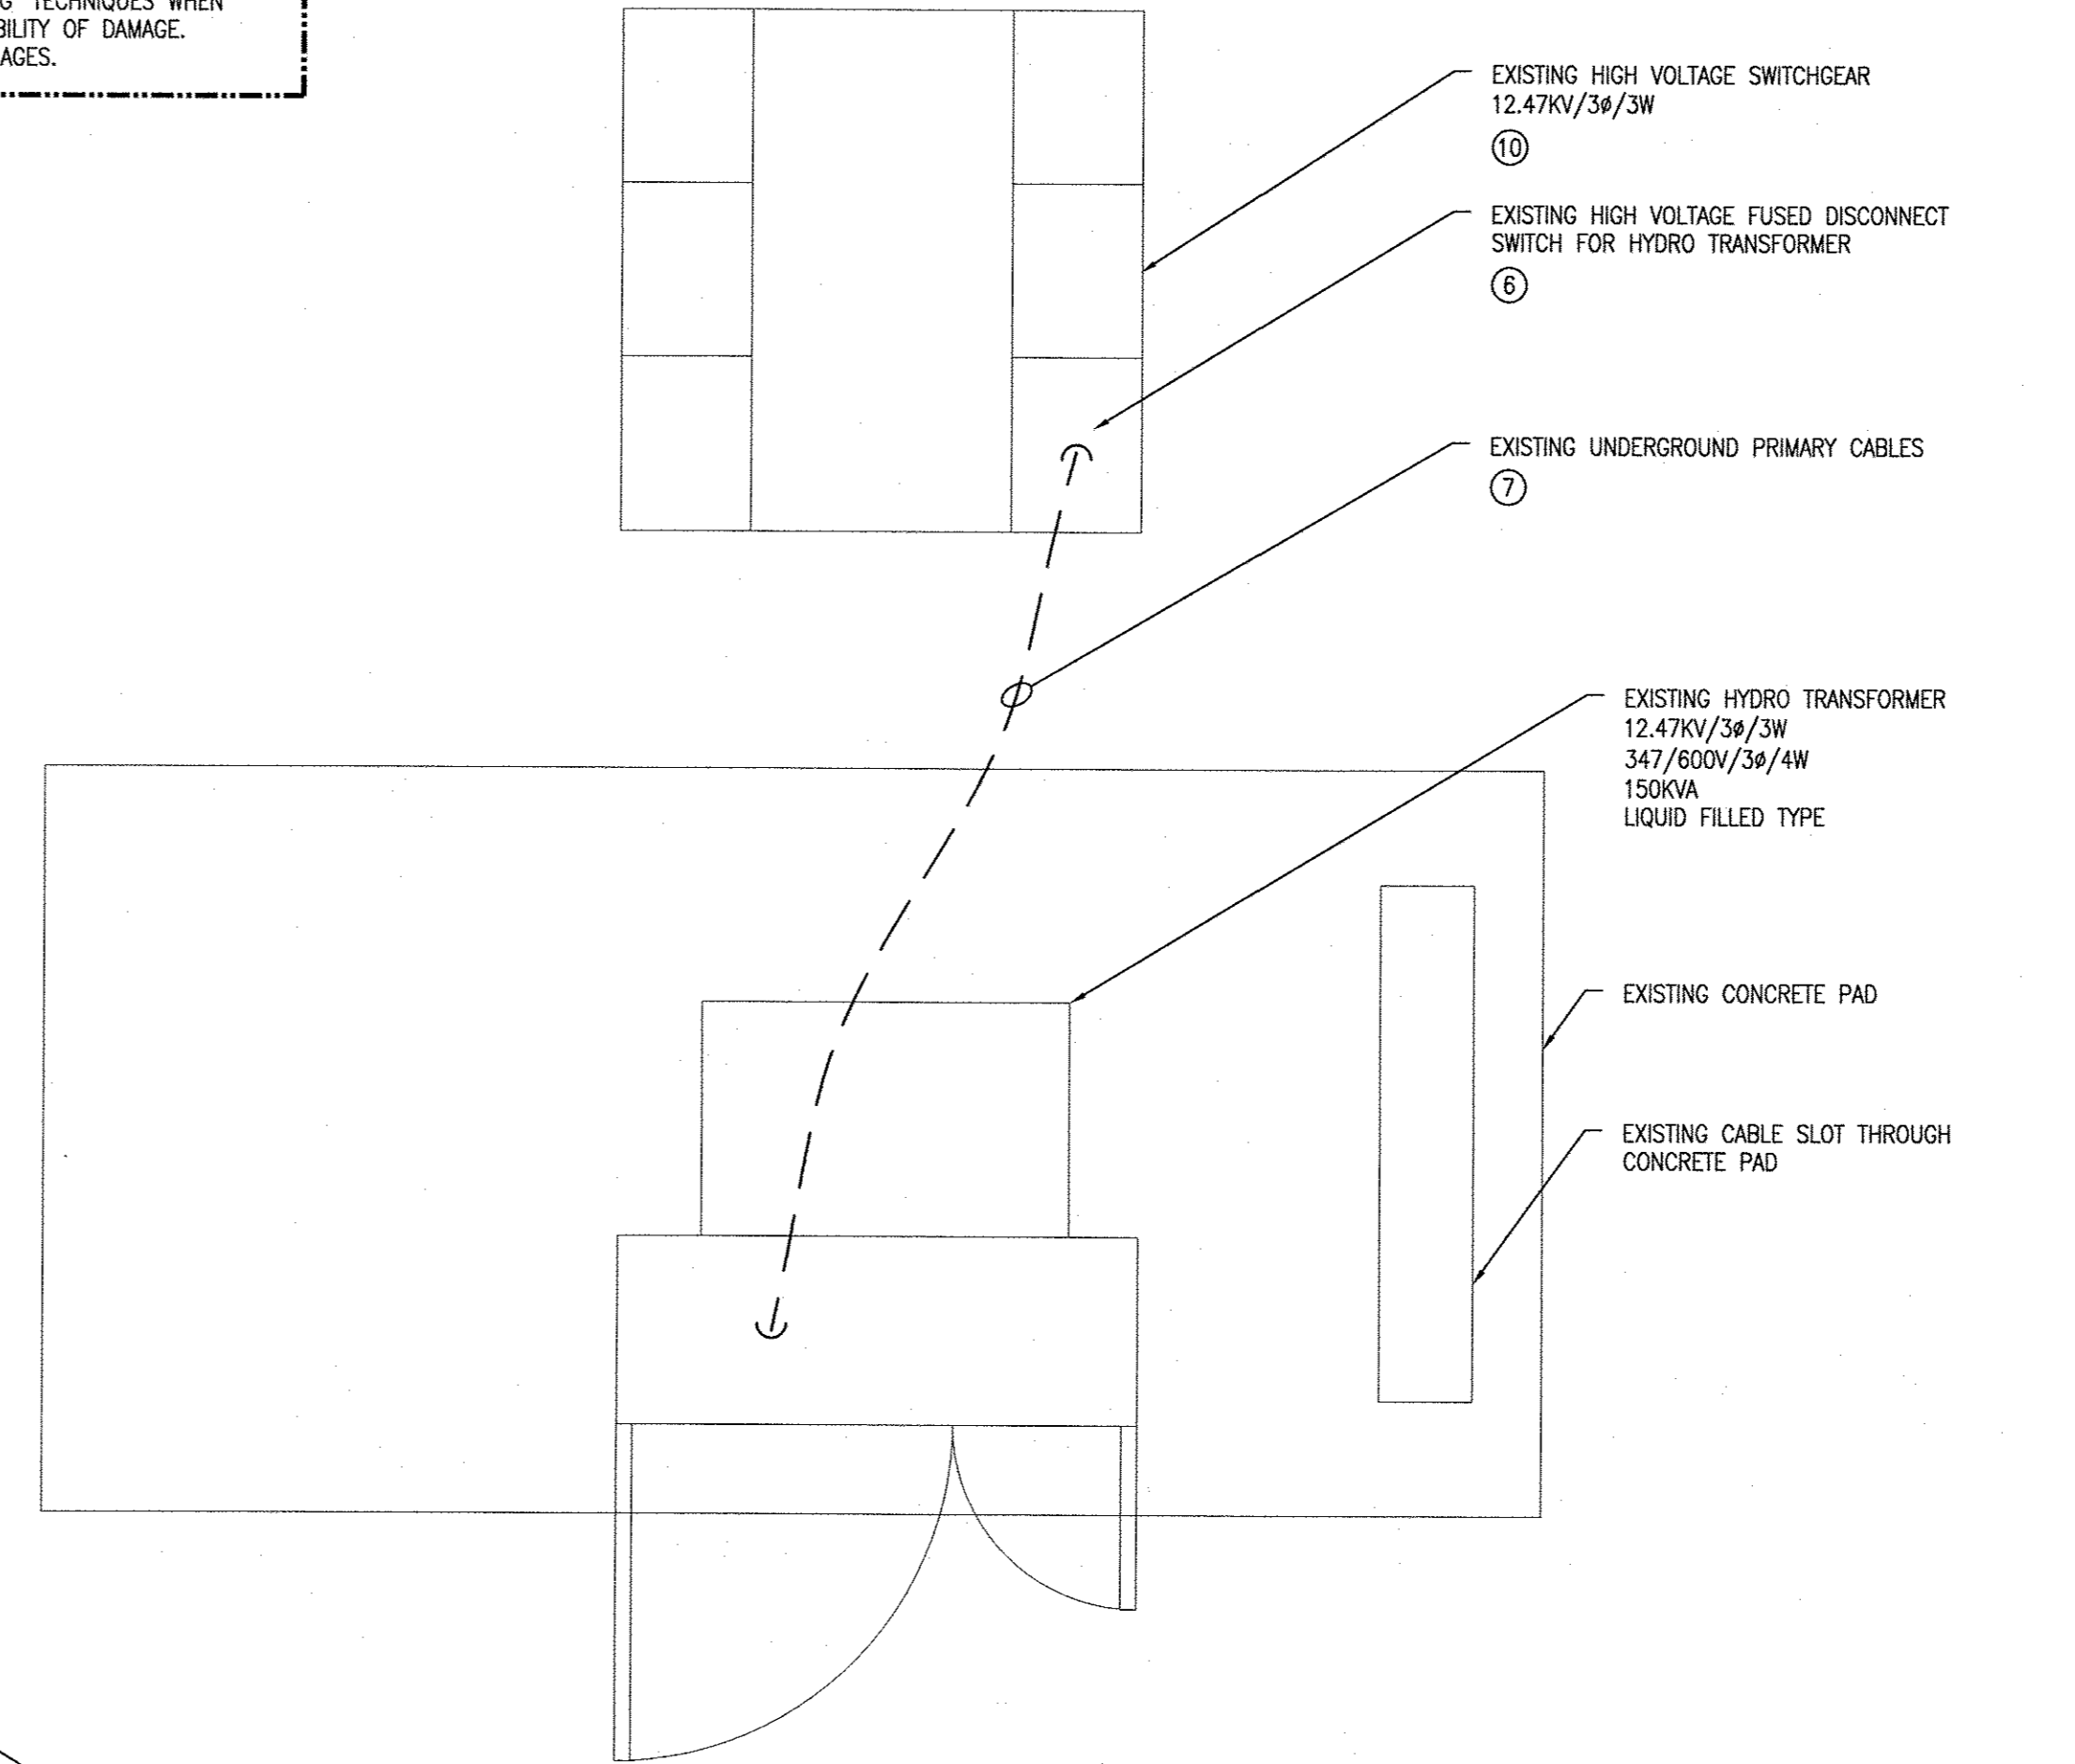 TECHNIQUES WHEN
BILITY OF DAMAGE.
AGES.
EXISTING HIGH VOLTAGE SWITCHGEAR
12.47KV/3ø/3W
10
EXISTING HIGH VOLTAGE FUSED DISCONNECT
SWITCH FOR HYDRO TRANSFORMER
6
EXISTING UNDERGROUND PRIMARY CABLES
7
EXISTING HYDRO TRANSFORMER
12.47KV/3ø/3W
347/600V/3ø/4W
150KVA
LIQUID FILLED TYPE
EXISTING CONCRETE PAD
EXISTING CABLE SLOT THROUGH
CONCRETE PAD